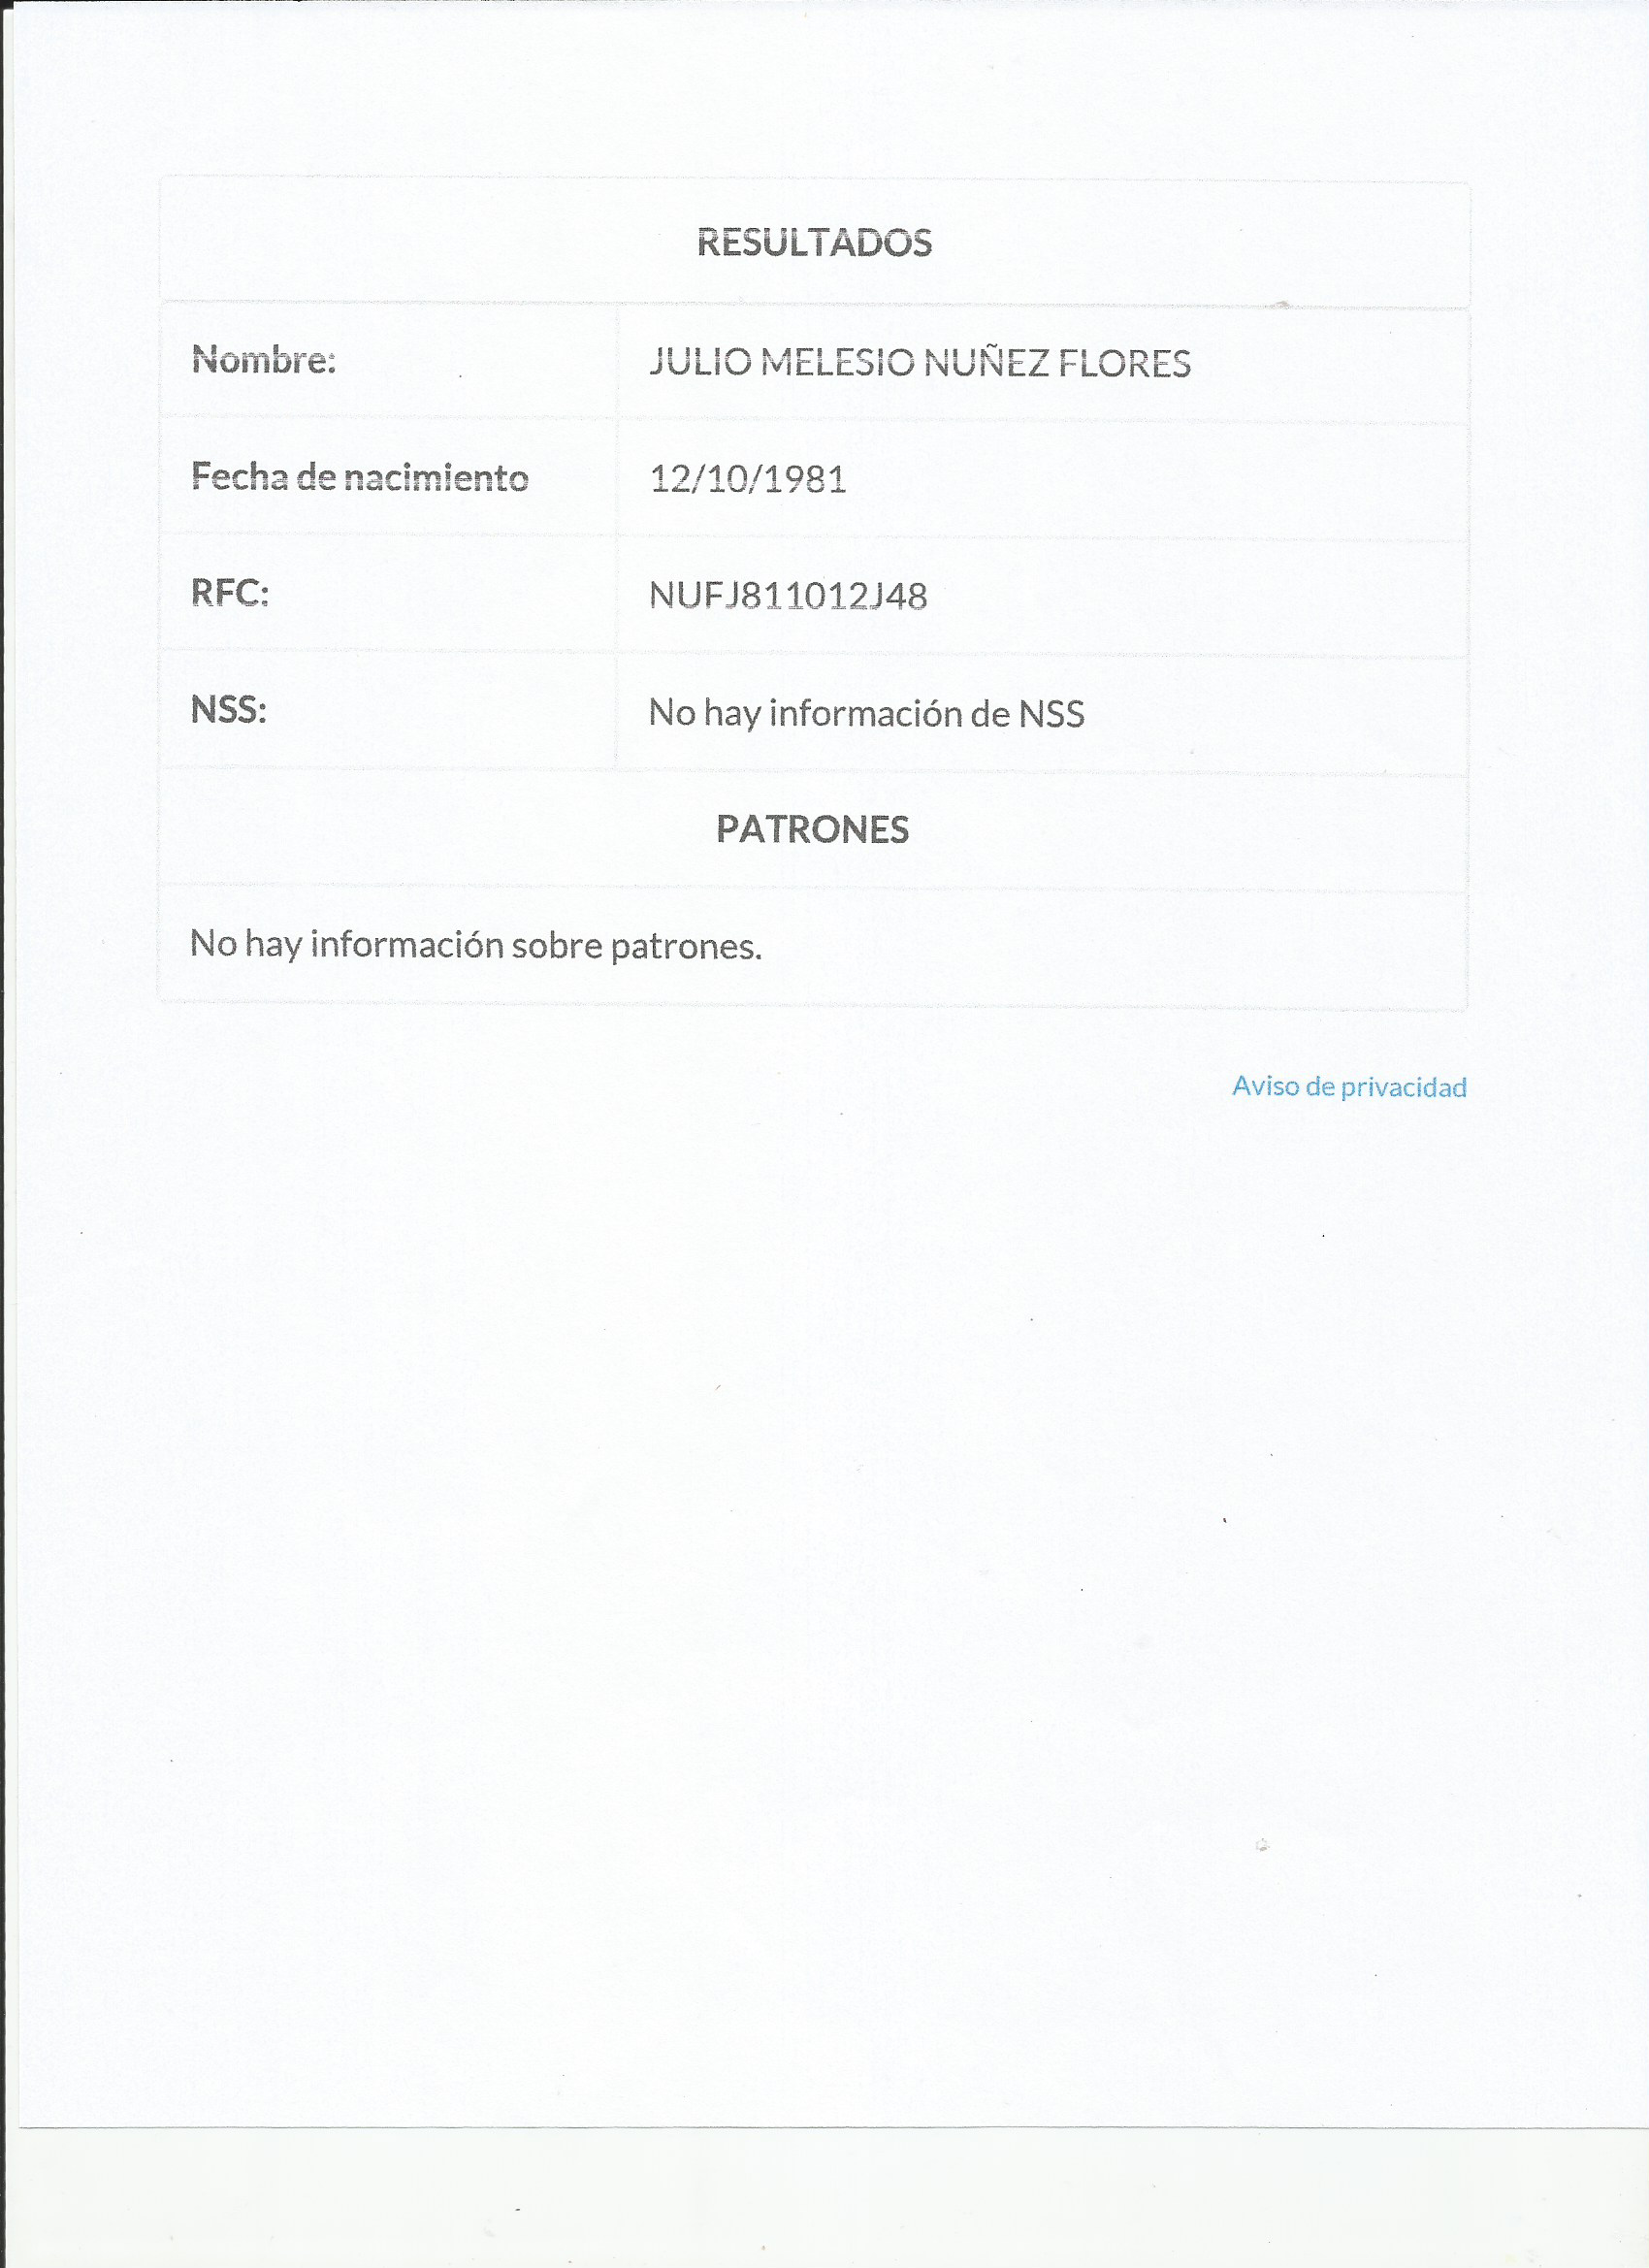 RESULTADOS
Nombre: JULIO MELESIO NUÑEZ FLORES
Fecha de nacimiento 12/10/1981
RFC: NUFJ811012J48
NSS: No hay información de NSS
PATRONES
No hay información sobre patrones.
Aviso de privacidad